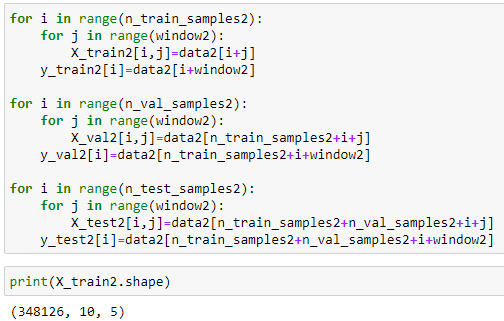 for i in range(n_train_samples2):
    for j in range(window2):
        X_train2[i,j]=data2[i+j]
    y_train2[i]=data2[i+window2]

for i in range(n_val_samples2):
    for j in range(window2):
        X_val2[i,j]=data2[n_train_samples2+i+j]
    y_val2[i]=data2[n_train_samples2+i+window2]

for i in range(n_test_samples2):
    for j in range(window2):
        X_test2[i,j]=data2[n_train_samples2+n_val_samples2+i+j]
    y_test2[i]=data2[n_train_samples2+n_val_samples2+i+window2]

print(X_train2.shape)

(348126, 10, 5)